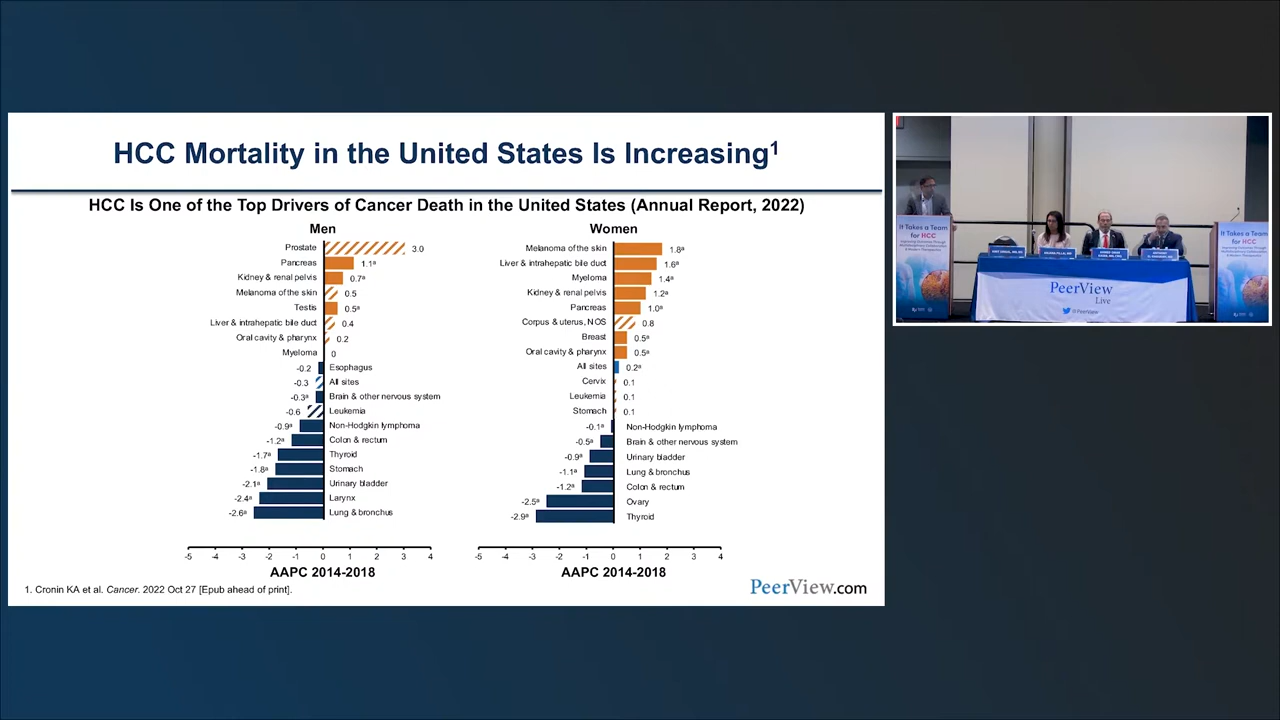 HCC Mortality in the United States Is Increasing¹
HCC Is One of the Top Drivers of Cancer Death in the United States (Annual Report, 2022)
Men
Prostate 3.0
Pancreas 1.1ª
Kidney & renal pelvis 0.7ª
Melanoma of the skin 0.5
Testis 0.5ª
Liver & intrahepatic bile duct 0.4
Oral cavity & pharynx 0.2
Myeloma 0
-0.2 Esophagus
-0.3 All sites
-0.3ª Brain & other nervous system
-0.6 Leukemia
-0.9ª Non-Hodgkin lymphoma
-1.2ª Colon & rectum
-1.7ª Thyroid
-1.8ª Stomach
-2.1ª Urinary bladder
-2.4ª Larynx
-2.6ª Lung & bronchus
-5 -4 -3 -2 -1 0 1 2 3 4
AAPC 2014-2018
Women
Melanoma of the skin 1.8ª
Liver & intrahepatic bile duct 1.6ª
Myeloma 1.4ª
Kidney & renal pelvis 1.2ª
Pancreas 1.0ª
Corpus & uterus, NOS 0.8
Breast 0.5ª
Oral cavity & pharynx 0.5ª
All sites 0.2ª
Cervix 0.1
Leukemia 0.1
Stomach 0.1
-0.1ª Non-Hodgkin lymphoma
-0.5ª Brain & other nervous system
-0.9ª Urinary bladder
-1.1ª Lung & bronchus
-1.2ª Colon & rectum
-2.5ª Ovary
-2.9ª Thyroid
-5 -4 -3 -2 -1 0 1 2 3 4
AAPC 2014-2018
1. Cronin KA et al. Cancer. 2022 Oct 27 [Epub ahead of print].
PeerView.com
It Takes a Team
for HCC
PeerView
Live
@PeerView
It Takes a Team
for HCC